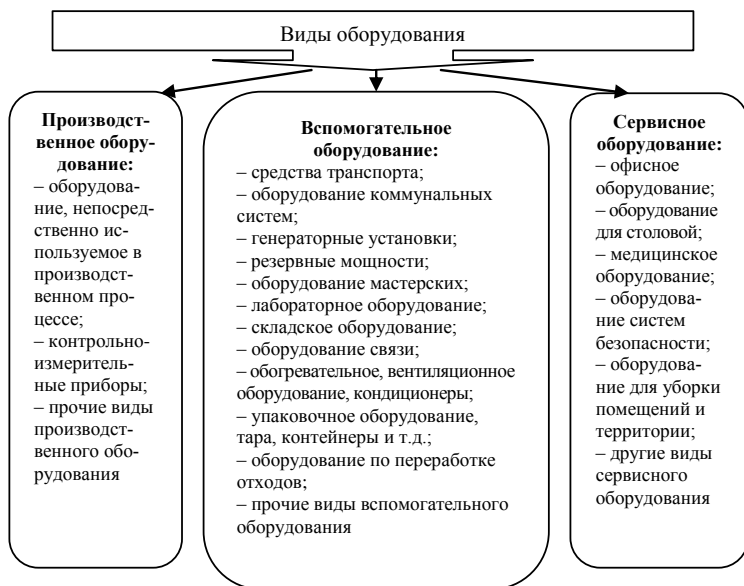 Виды оборудования
Производст-
венное обору-
дование:
– оборудова-
ние, непосред-
ственно ис-
пользуемое в
производст-
венном про-
цессе;
– контрольно-
измеритель-
ные приборы;
– прочие виды
производст-
венного обо-
рудования
Вспомогательное
оборудование:
– средства транспорта;
– оборудование коммунальных
систем;
– генераторные установки;
– резервные мощности;
– оборудование мастерских;
– лабораторное оборудование;
– складское оборудование;
– оборудование связи;
– обогревательное, вентиляционное
оборудование, кондиционеры;
– упаковочное оборудование,
тара, контейнеры и т.д.;
– оборудование по переработке
отходов;
– прочие виды вспомогательного
оборудования
Сервисное
оборудование:
– офисное
оборудование;
– оборудование
для столовой;
– медицинское
оборудование;
– оборудова-
ние систем
безопасности;
– оборудова-
ние для уборки
помещений и
территории;
– другие виды
сервисного
оборудования